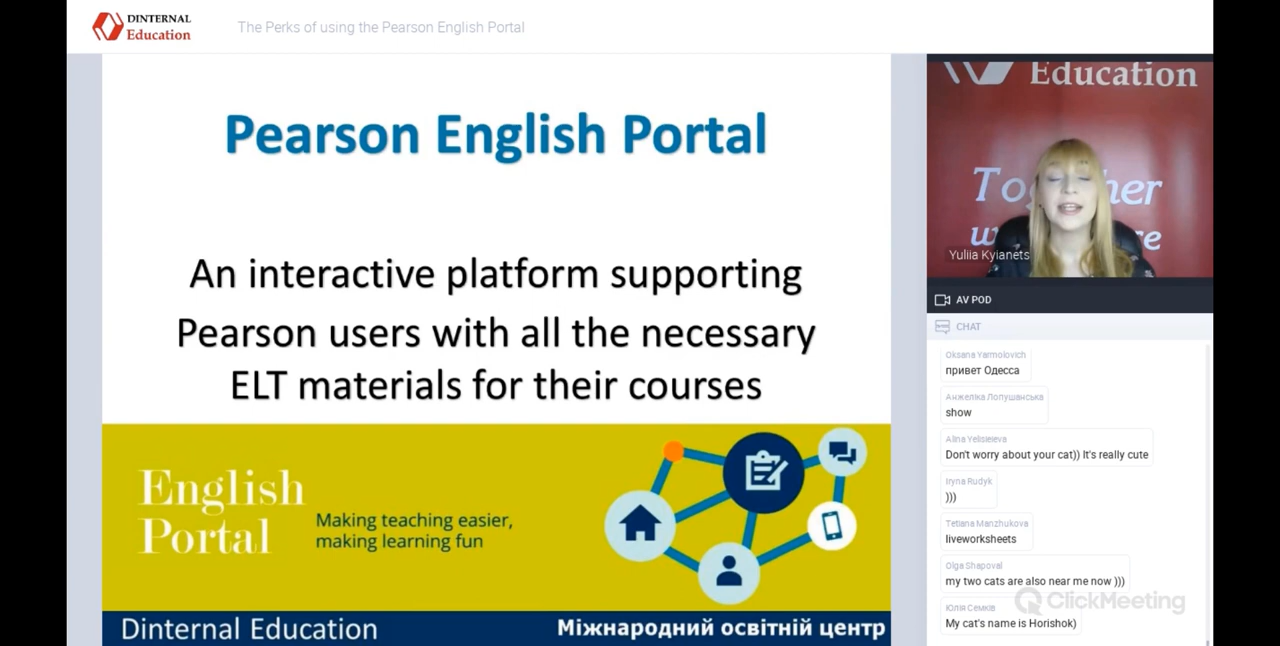 DINTERNAL
Education
The Perks of using the Pearson English Portal
Pearson English Portal
An interactive platform supporting
Pearson users with all the necessary
ELT materials for their courses
English
Portal
Making teaching easier,
making learning fun
Dinternal Education
Міжнародний освітній центр
Education
Yuliia Kyianets
AV POD
CHAT
Oksana Yarmolovich
привет Одесса
Анжеліка Лопушанська
show
Alina Yelisieieva
Don't worry about your cat)) It's really cute
Iryna Rudyk
)))
Tetiana Manzhukova
liveworksheets
Olga Shapoval
my two cats are also near me now )))
ClickMeeting
Юлія Семків
My cat's name is Horishok)